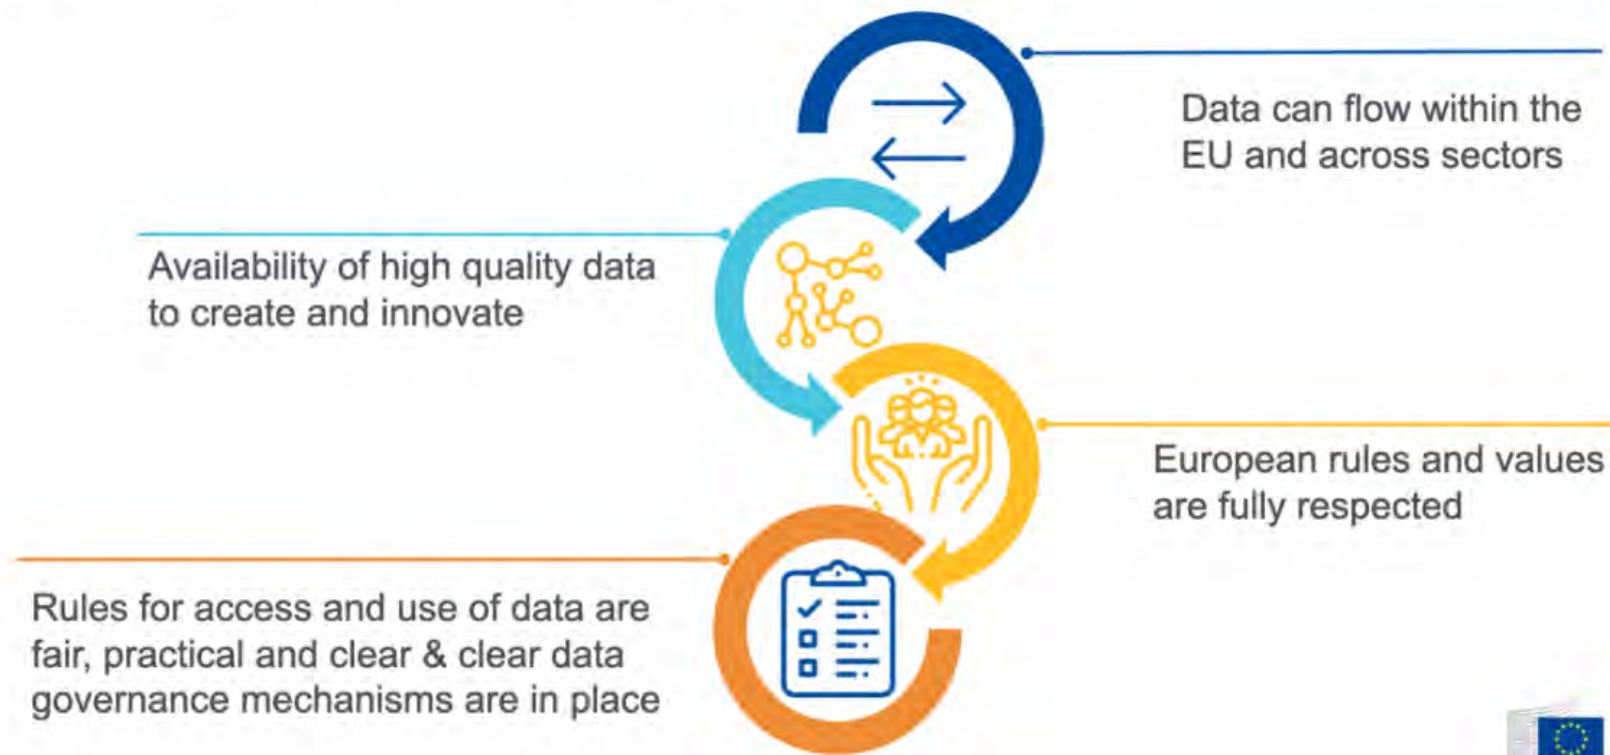 Data can flow within the
EU and across sectors
Availability of high quality data
to create and innovate
European rules and values
are fully respected
Rules for access and use of data are
fair, practical and clear & clear data
governance mechanisms are in place